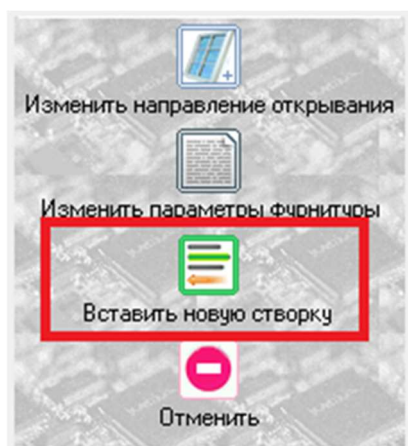 Изменить направление открывания
Изменить параметры фурнитуры
Вставить новую створку
Отменить